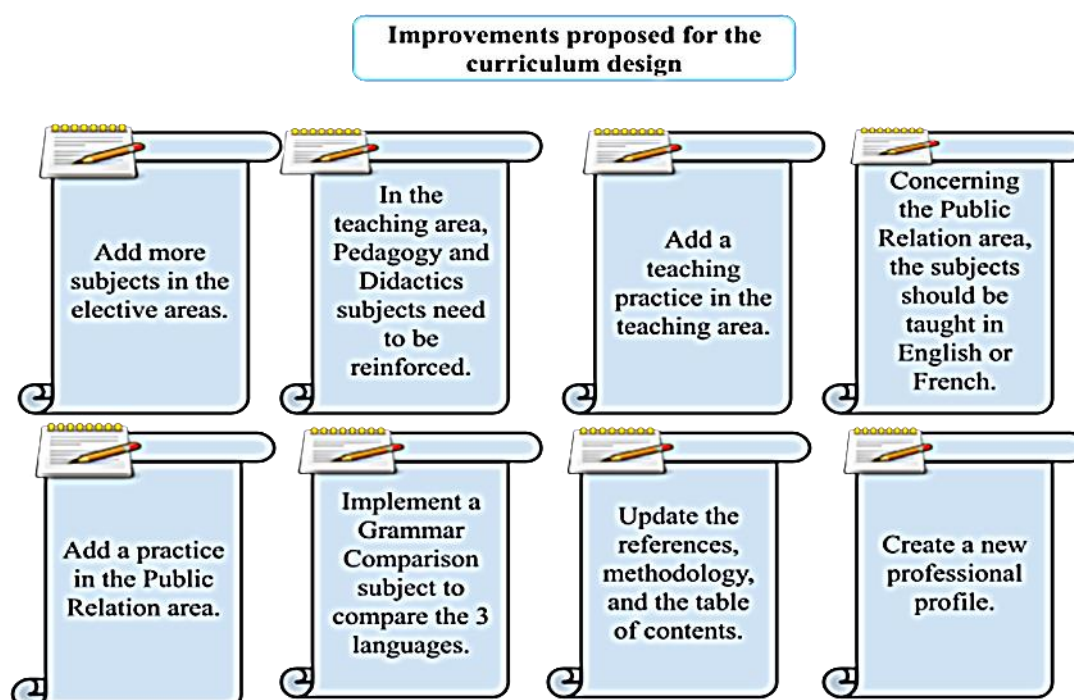 Improvements proposed for the
curriculum design
Add more
subjects in the
elective areas.
In the
teaching area,
Pedagogy and
Didactics
subjects need
to be
reinforced.
Add a
teaching
practice in the
teaching area.
Concerning
the Public
Relation area,
the subjects
should be
taught in
English or
French.
Add a practice
in the Public
Relation area.
Implement a
Grammar
Comparison
subject to
compare the 3
languages.
Update the
references,
methodology,
and the table
of contents.
Create a new
professional
profile.